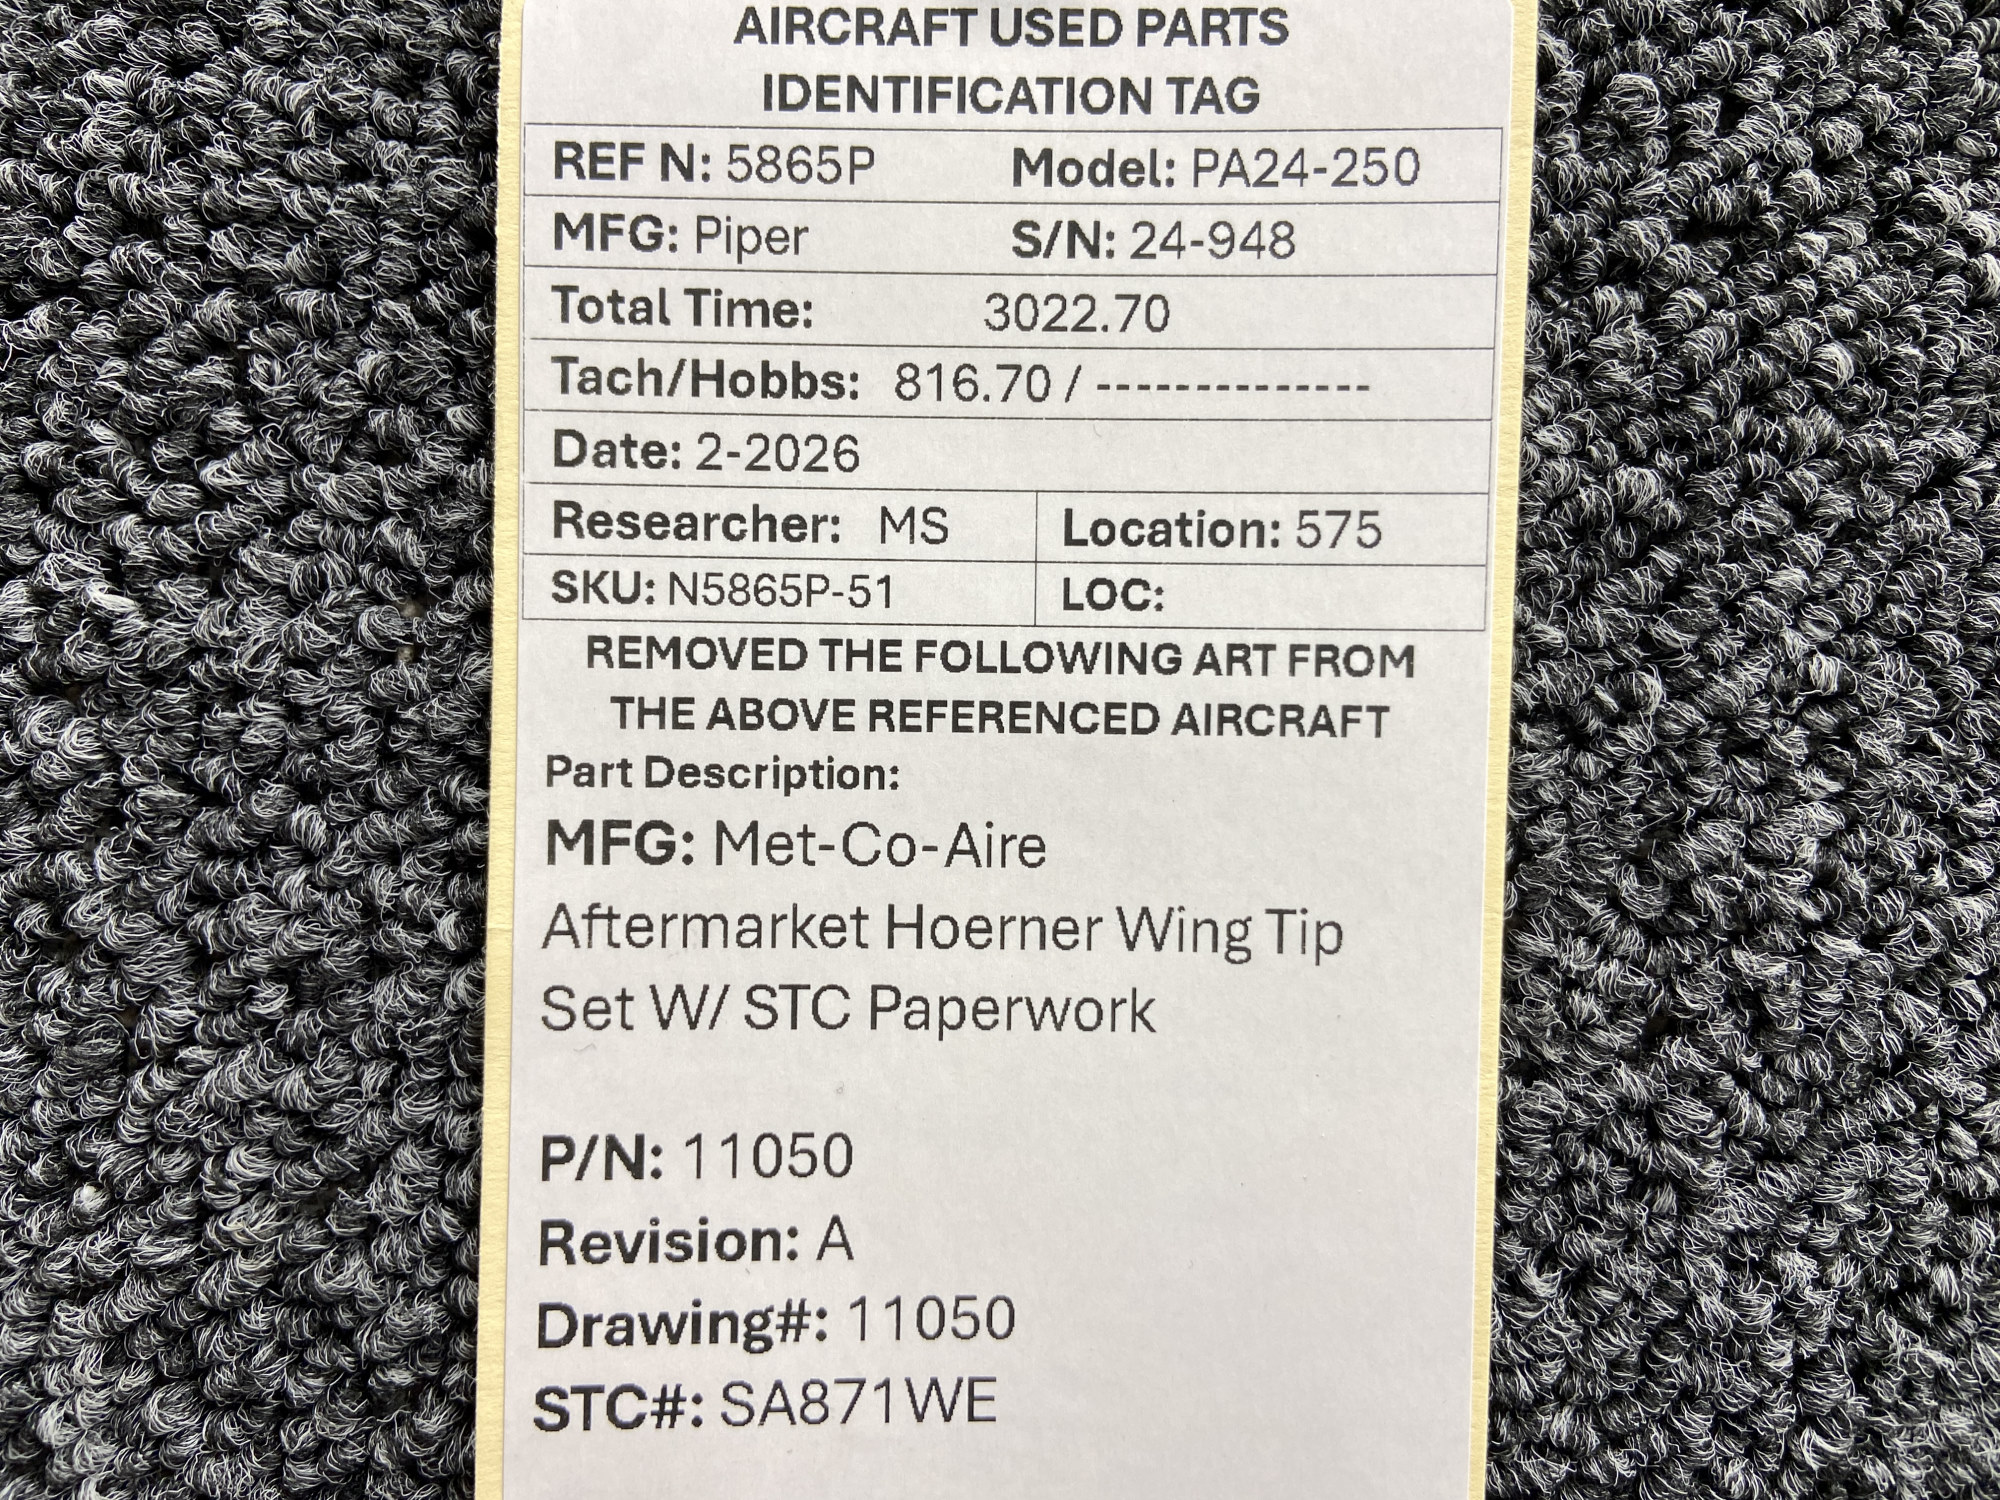 AIRCRAFT USED PARTS
IDENTIFICATION TAG
REF N: 5865P Model: PA24-250
MFG: Piper S/N: 24-948
Total Time: 3022.70
Tach/Hobbs: 816.70 / --------------
Date: 2-2026
Researcher: MS Location: 575
SKU: N5865P-51 LOC:
REMOVED THE FOLLOWING ART FROM
THE ABOVE REFERENCED AIRCRAFT
Part Description:
MFG: Met-Co-Aire
Aftermarket Hoerner Wing Tip
Set W/ STC Paperwork
P/N: 11050
Revision: A
Drawing#: 11050
STC#: SA871WE